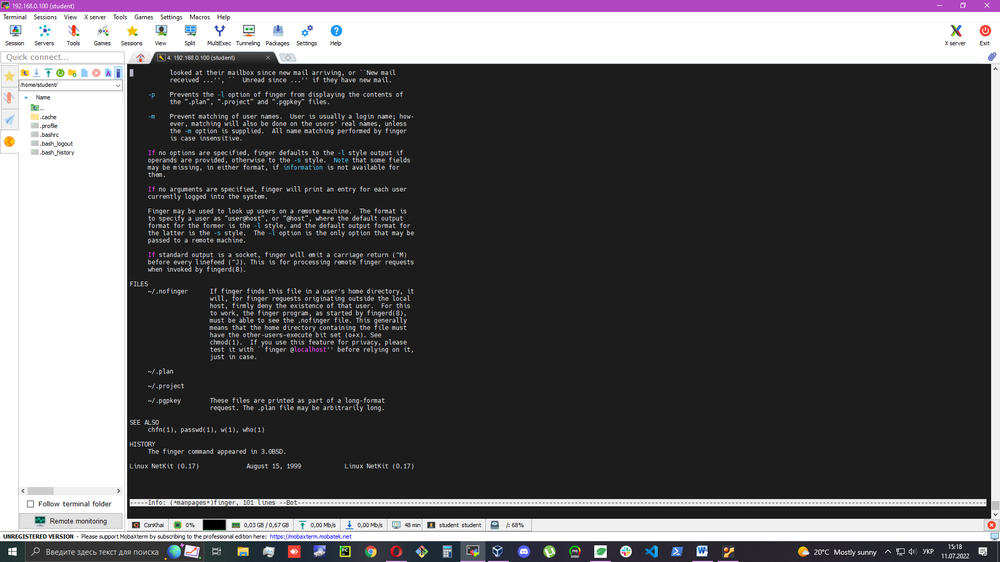 192.168.0.100 (student)
Terminal Sessions View X server Tools Games Settings Macros Help
Session Servers Tools Games Sessions View Split MultiExec Tunneling Packages Settings Help X server Exit
Quick connect...
4. 192.168.0.100 (student)
/home/student/
Name
..
.cache
.profile
.bashrc
.bash_logout
.bash_history
looked at their mailbox since new mail arriving, or ``New mail
received ...'', ``  Unread since ...'' if they have new mail.
-p    Prevents the -l option of finger from displaying the contents of
the “.plan”, “.project” and “.pgpkey” files.
-m    Prevent matching of user names.  User is usually a login name; how-
ever, matching will also be done on the users' real names, unless
the -m option is supplied.  All name matching performed by finger
is case insensitive.
If no options are specified, finger defaults to the -l style output if
operands are provided, otherwise to the -s style.  Note that some fields
may be missing, in either format, if information is not available for
them.
If no arguments are specified, finger will print an entry for each user
currently logged into the system.
Finger may be used to look up users on a remote machine.  The format is
to specify a user as “user@host”, or “@host”, where the default output
format for the former is the -l style, and the default output format for
the latter is the -s style.  The -l option is the only option that may be
passed to a remote machine.
If standard output is a socket, finger will emit a carriage return (^M)
before every linefeed (^J). This is for processing remote finger requests
when invoked by fingerd(8).
FILES
~/.nofinger      If finger finds this file in a user's home directory, it
will, for finger requests originating outside the local
host, firmly deny the existence of that user.  For this
to work, the finger program, as started by fingerd(8),
must be able to see the .nofinger file. This generally
means that the home directory containing the file must
have the other-users-execute bit set (o+x). See
chmod(1).  If you use this feature for privacy, please
test it with ``finger @localhost'' before relying on it,
just in case.
~/.plan
~/.project
~/.pgpkey        These files are printed as part of a long-format
request. The .plan file may be arbitrarily long.
SEE ALSO
chfn(1), passwd(1), w(1), who(1)
HISTORY
The finger command appeared in 3.0BSD.
Linux NetKit (0.17)             August 15, 1999            Linux NetKit (0.17)
-----Info: (*manpages*)finger, 101 lines --Bot-----
Follow terminal folder
Remote monitoring
CsnKhai 0% 0,03 GB / 0,67 GB 0,00 Mb/s 0,00 Mb/s 48 min student student /: 68%
UNREGISTERED VERSION - Please support MobaXterm by subscribing to the professional edition here: https://mobaxterm.mobatek.net
Введите здесь текст для поиска
PC
FPS
20°C Mostly sunny
УКР
15:18
11.07.2022